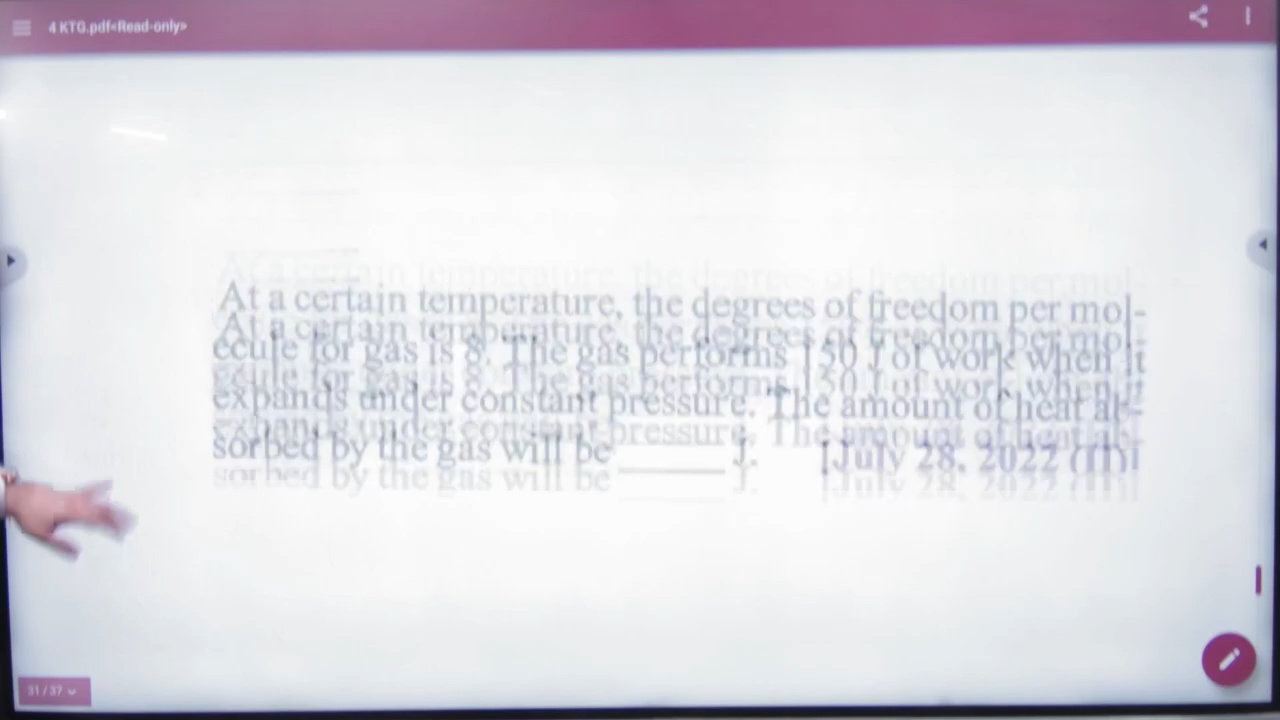 4 KTG.pdf<Read-only>
At a certain temperature, the degrees of freedom per mol-
ecule for gas is 8. The gas performs 150 J of work when it
expands under constant pressure. The amount of heat ab-
sorbed by the gas will be ______ J. [July 28, 2022 (II)]
31 / 37